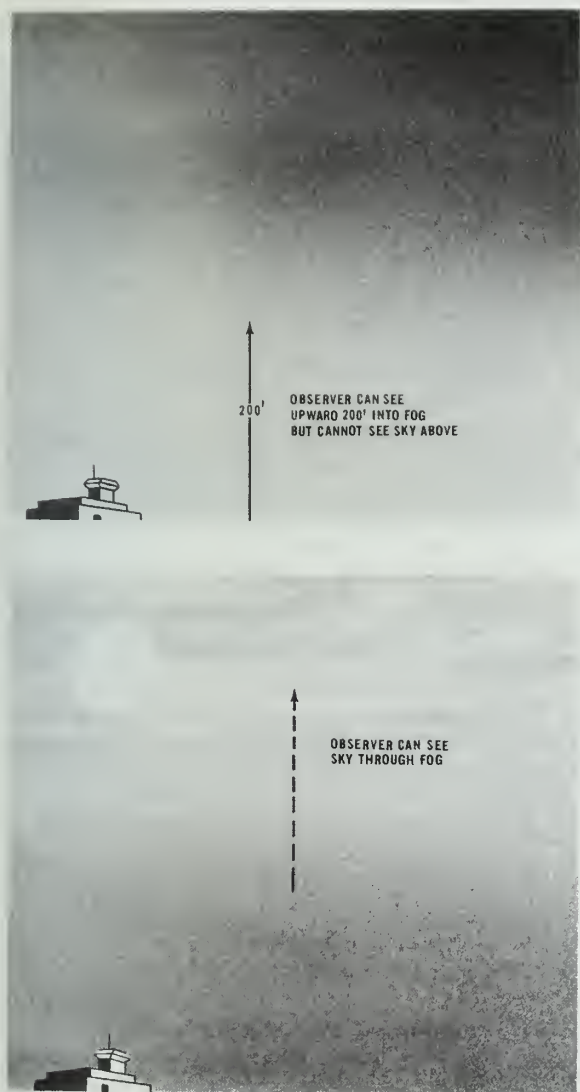 200'
OBSERVER CAN SEE
UPWARD 200' INTO FOG
BUT CANNOT SEE SKY ABOVE
OBSERVER CAN SEE
SKY THROUGH FOG